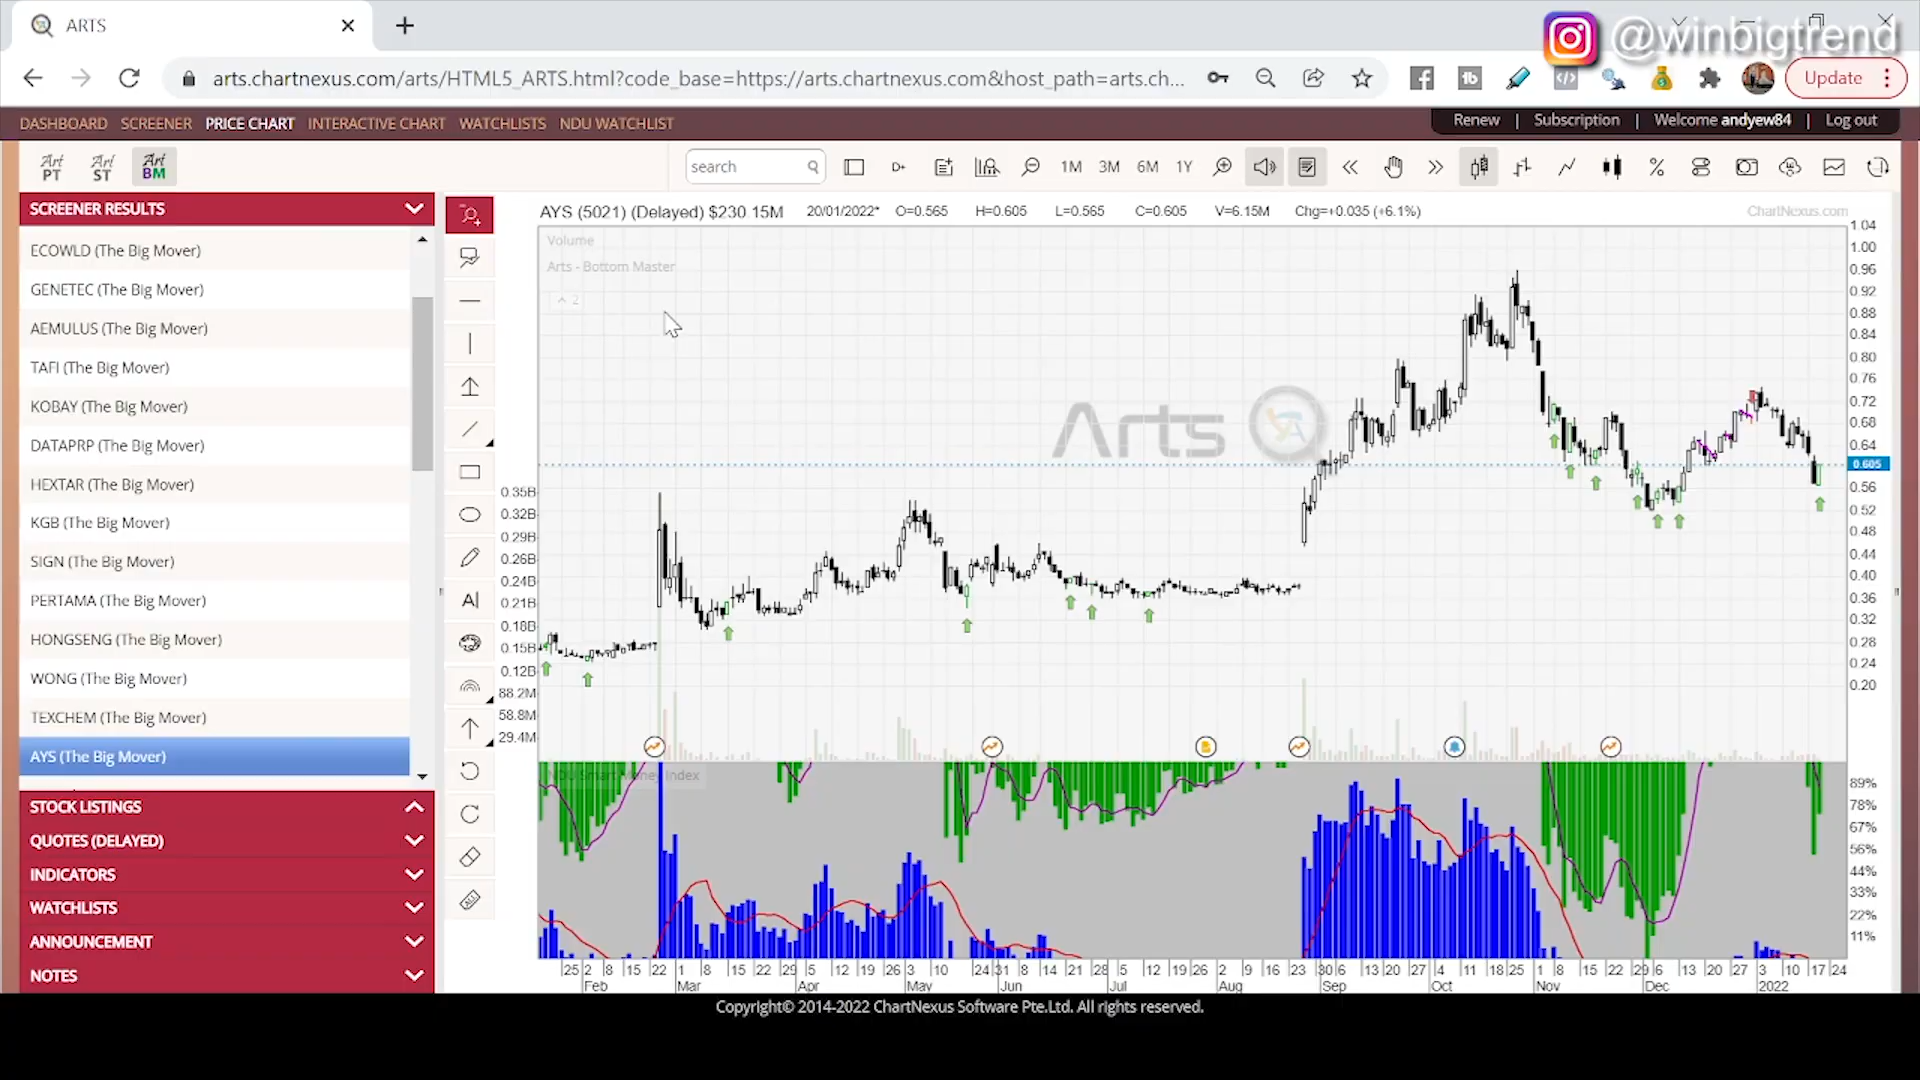 ARTS
@winbigtrend
arts.chartnexus.com/arts/HTML5_ARTS.html?code_base=https://arts.chartnexus.com&host_path=arts.ch...
Update
DASHBOARD SCREENER PRICE CHART INTERACTIVE CHART WATCHLISTS NDU WATCHLIST
Renew | Subscription | Welcome andyew84 | Log out
Art PT Art ST Art BM
search D+ 1M 3M 6M 1Y %
SCREENER RESULTS
AYS (5021) (Delayed) $230.15M 20/01/2022* O=0.565 H=0.605 L=0.565 C=0.605 V=6.15M Chg=+0.035 (+6.1%)
ChartNexus.com
Volume
Arts - Bottom Master
2
ECOWLD (The Big Mover)
GENETEC (The Big Mover)
AEMULUS (The Big Mover)
TAFI (The Big Mover)
KOBAY (The Big Mover)
DATAPRP (The Big Mover)
HEXTAR (The Big Mover)
KGB (The Big Mover)
SIGN (The Big Mover)
PERTAMA (The Big Mover)
HONGSENG (The Big Mover)
WONG (The Big Mover)
TEXCHEM (The Big Mover)
AYS (The Big Mover)
STOCK LISTINGS
QUOTES (DELAYED)
INDICATORS
WATCHLISTS
ANNOUNCEMENT
NOTES
A|
ALL
Arts
0.35B
0.32B
0.29B
0.26B
0.24B
0.21B
0.18B
0.15B
0.12B
88.2M
58.8M
29.4M
1.04
1.00
0.96
0.92
0.88
0.84
0.80
0.76
0.72
0.68
0.64
0.605
0.56
0.52
0.48
0.44
0.40
0.36
0.32
0.28
0.24
0.20
NDU Smart Money Index
89%
78%
67%
56%
44%
33%
22%
11%
25 2 8 15 22 1 8 15 22 29 5 12 19 26 3 10 24 31 8 14 21 28 5 12 19 26 2 9 16 23 30 6 13 20 27 4 11 18 25 1 8 15 22 29 6 13 20 27 3 10 17 24
Feb Mar Apr May Jun Jul Aug Sep Oct Nov Dec 2022
Copyright© 2014-2022 ChartNexus Software Pte.Ltd. All rights reserved.